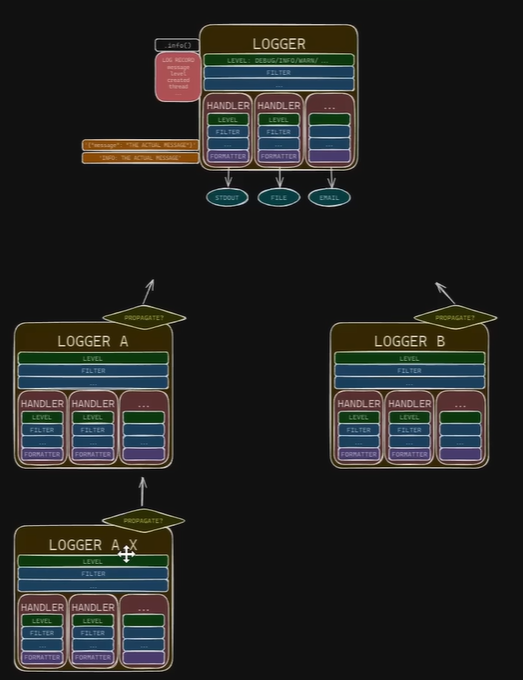 .info()
LOGGER
LEVEL: DEBUG/INFO/WARN/...
FILTER
...
LOG RECORD
message
level
created
thread
...
HANDLER HANDLER ...
LEVEL LEVEL
FILTER FILTER
... ...
FORMATTER FORMATTER
{"message": "THE ACTUAL MESSAGE"}
"INFO: THE ACTUAL MESSAGE"
STDOUT FILE EMAIL
PROPAGATE? PROPAGATE?
LOGGER A
LEVEL
FILTER
...
HANDLER HANDLER ...
LEVEL LEVEL
FILTER FILTER
... ...
FORMATTER FORMATTER
LOGGER B
LEVEL
FILTER
...
HANDLER HANDLER ...
LEVEL LEVEL
FILTER FILTER
... ...
FORMATTER FORMATTER
PROPAGATE?
LOGGER A.X
LEVEL
FILTER
...
HANDLER HANDLER ...
LEVEL LEVEL
FILTER FILTER
... ...
FORMATTER FORMATTER